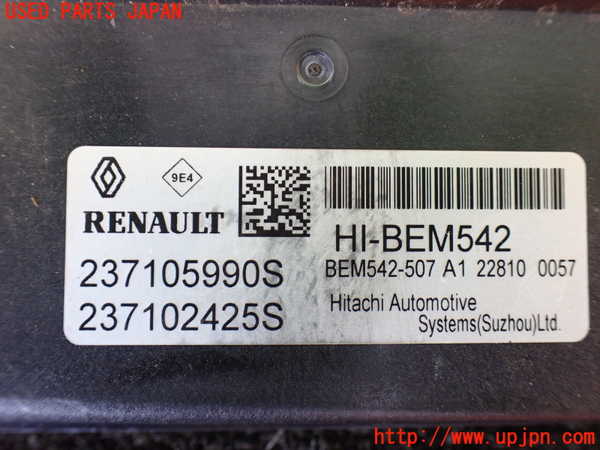 USED PARTS JAPAN
9E4
RENAULT
237105990S
237102425S
HI-BEM542
BEM542-507 A1 22810 0057
Hitachi Automotive
Systems(Suzhou)Ltd.
http://www.upjpn.com